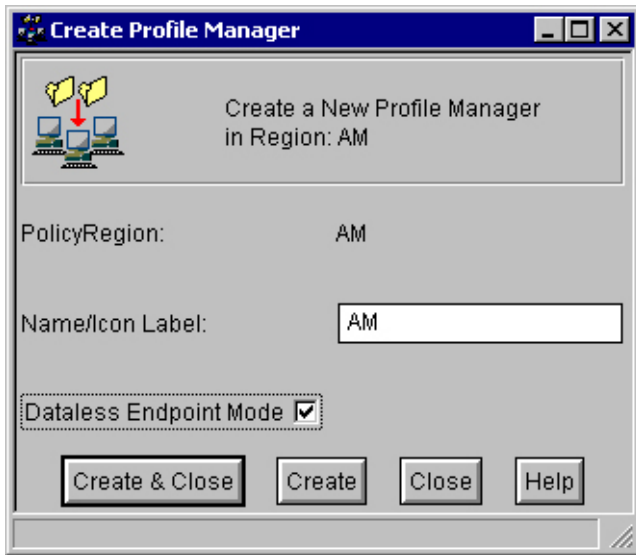 Create Profile Manager
Create a New Profile Manager
in Region: AM
PolicyRegion: AM
Name/Icon Label: AM
Dataless Endpoint Mode
Create & Close Create Close Help